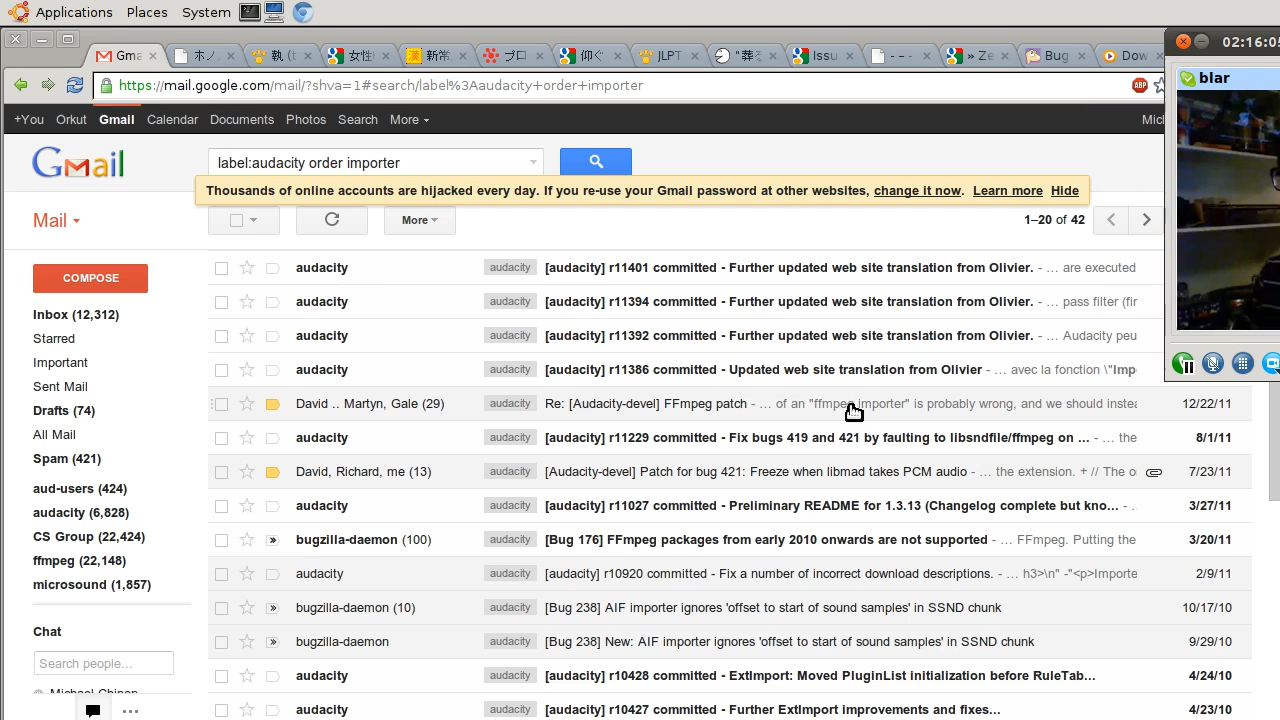 Applications Places System
Gma
ホノ
執 (t
女性
新常
ブロ
仰ぐ
JLPT
"葬
Issu
- – -
» Ze
Bug
Dow
02:16:05
https://mail.google.com/mail/?shva=1#search/label%3Aaudacity+order+importer
ABP
blar
+You Orkut Gmail Calendar Documents Photos Search More
Mich
Gmail
label:audacity order importer
Thousands of online accounts are hijacked every day. If you re-use your Gmail password at other websites, change it now. Learn more Hide
Mail
More
1–20 of 42
COMPOSE
Inbox (12,312)
Starred
Important
Sent Mail
Drafts (74)
All Mail
Spam (421)
aud-users (424)
audacity (6,828)
CS Group (22,424)
ffmpeg (22,148)
microsound (1,857)
Chat
Search people...
audacity audacity [audacity] r11401 committed - Further updated web site translation from Olivier. - … are executed
audacity audacity [audacity] r11394 committed - Further updated web site translation from Olivier. - … pass filter (fir
audacity audacity [audacity] r11392 committed - Further updated web site translation from Olivier. - … Audacity peu
audacity audacity [audacity] r11386 committed - Updated web site translation from Olivier - … avec la fonction \"Imp
David .. Martyn, Gale (29) audacity Re: [Audacity-devel] FFmpeg patch - … of an "ffmpeg importer" is probably wrong, and we should instea 12/22/11
audacity audacity [audacity] r11229 committed - Fix bugs 419 and 421 by faulting to libsndfile/ffmpeg on ... - … the 8/1/11
David, Richard, me (13) audacity [Audacity-devel] Patch for bug 421: Freeze when libmad takes PCM audio - … the extension. + // The o 7/23/11
audacity audacity [audacity] r11027 committed - Preliminary README for 1.3.13 (Changelog complete but kno... - … 3/27/11
bugzilla-daemon (100) audacity [Bug 176] FFmpeg packages from early 2010 onwards are not supported - … FFmpeg. Putting the 3/20/11
audacity audacity [audacity] r10920 committed - Fix a number of incorrect download descriptions. - … h3>\n" -"<p>Importe 2/9/11
bugzilla-daemon (10) audacity [Bug 238] AIF importer ignores 'offset to start of sound samples' in SSND chunk 10/17/10
bugzilla-daemon audacity [Bug 238] New: AIF importer ignores 'offset to start of sound samples' in SSND chunk 9/29/10
audacity audacity [audacity] r10428 committed - ExtImport: Moved PluginList initialization before RuleTab... 4/24/10
audacity audacity [audacity] r10427 committed - Further ExtImport improvements and fixes... 4/23/10